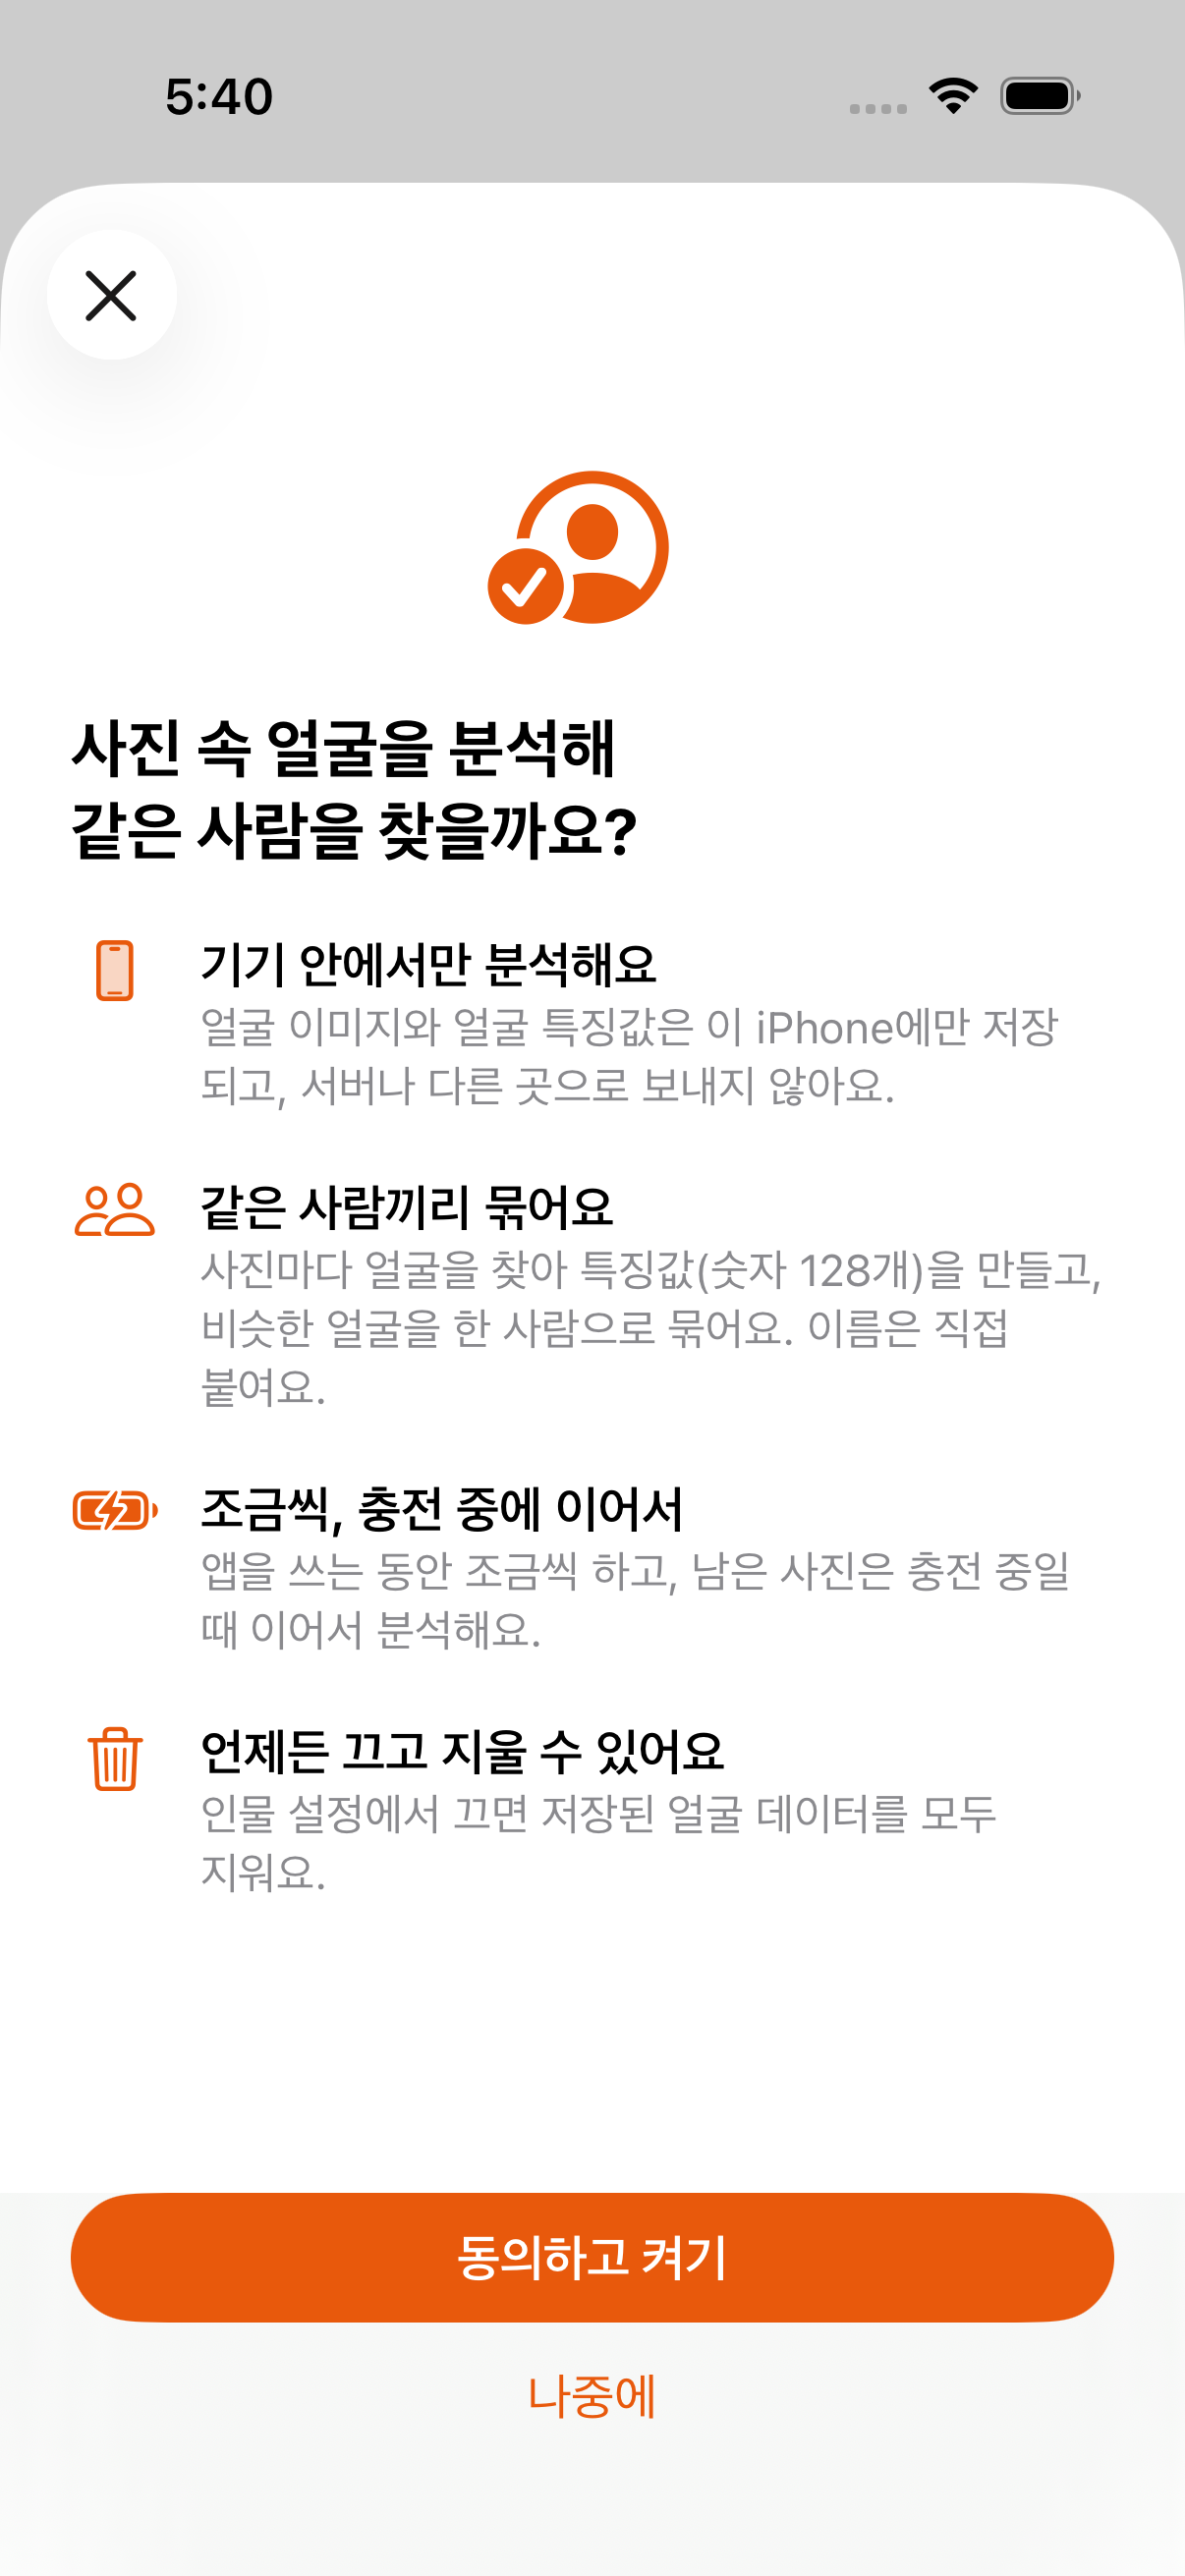 5:40
사진 속 얼굴을 분석해
같은 사람을 찾을까요?
기기 안에서만 분석해요
얼굴 이미지와 얼굴 특징값은 이 iPhone에만 저장
되고, 서버나 다른 곳으로 보내지 않아요.
같은 사람끼리 묶어요
사진마다 얼굴을 찾아 특징값(숫자 128개)을 만들고,
비슷한 얼굴을 한 사람으로 묶어요. 이름은 직접
붙여요.
조금씩, 충전 중에 이어서
앱을 쓰는 동안 조금씩 하고, 남은 사진은 충전 중일
때 이어서 분석해요.
언제든 끄고 지울 수 있어요
인물 설정에서 끄면 저장된 얼굴 데이터를 모두
지워요.
동의하고 켜기
나중에